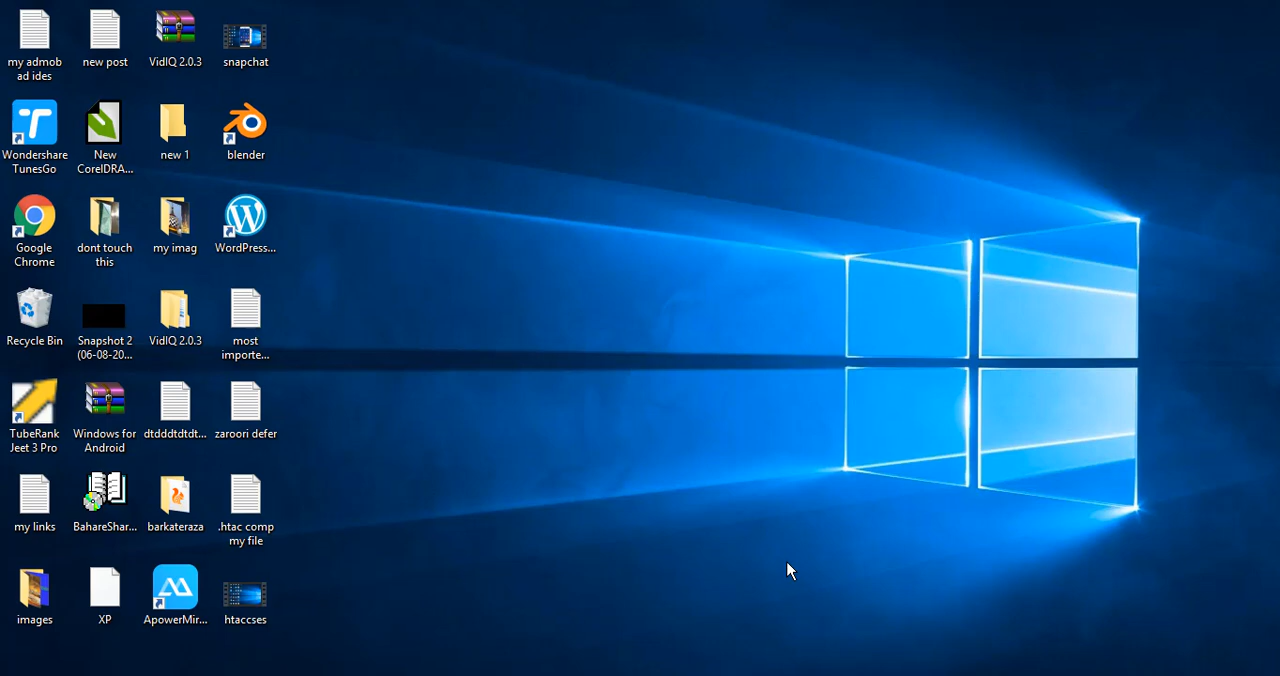 my admob
ad ides
new post
VidIQ 2.0.3
snapchat
Wondershare
TunesGo
New
CorelDRA...
new 1
blender
Google
Chrome
dont touch
this
my imag
WordPress...
Recycle Bin
Snapshot 2
(06-08-20...
VidIQ 2.0.3
most
importe...
TubeRank
Jeet 3 Pro
Windows for
Android
dtdddtdtdt...
zaroori defer
my links
BahareShar...
barkateraza
.htac comp
my file
images
XP
ApowerMir...
htaccses